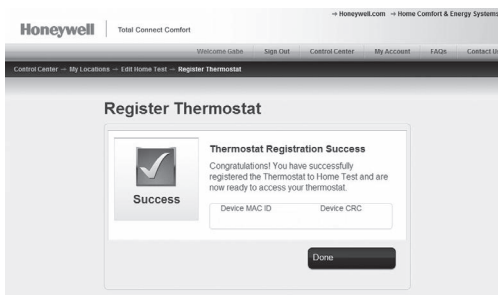 → Honeywell.com → Home Comfort & Energy Systems
Honeywell Total Connect Comfort
Welcome Gabe Sign Out Control Center My Account FAQs Contact Us
Control Center → My Locations → Edit Home Test → Register Thermostat
Register Thermostat
Success
Thermostat Registration Success
Congratulations! You have successfully
registered the Thermostat to Home Test and are
now ready to access your thermostat.
Device MAC ID Device CRC
Done